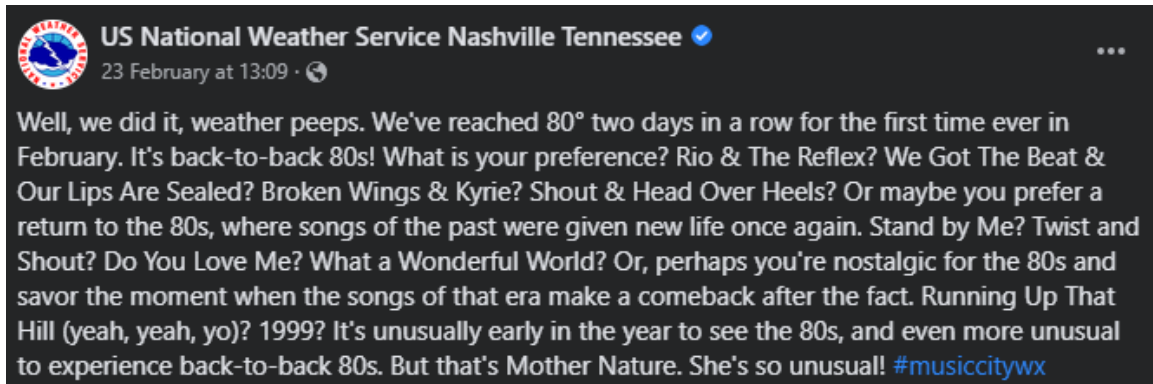 US National Weather Service Nashville Tennessee
23 February at 13:09 ·
Well, we did it, weather peeps. We've reached 80° two days in a row for the first time ever in
February. It's back-to-back 80s! What is your preference? Rio & The Reflex? We Got The Beat &
Our Lips Are Sealed? Broken Wings & Kyrie? Shout & Head Over Heels? Or maybe you prefer a
return to the 80s, where songs of the past were given new life once again. Stand by Me? Twist and
Shout? Do You Love Me? What a Wonderful World? Or, perhaps you're nostalgic for the 80s and
savor the moment when the songs of that era make a comeback after the fact. Running Up That
Hill (yeah, yeah, yo)? 1999? It's unusually early in the year to see the 80s, and even more unusual
to experience back-to-back 80s. But that's Mother Nature. She's so unusual! #musiccitywx